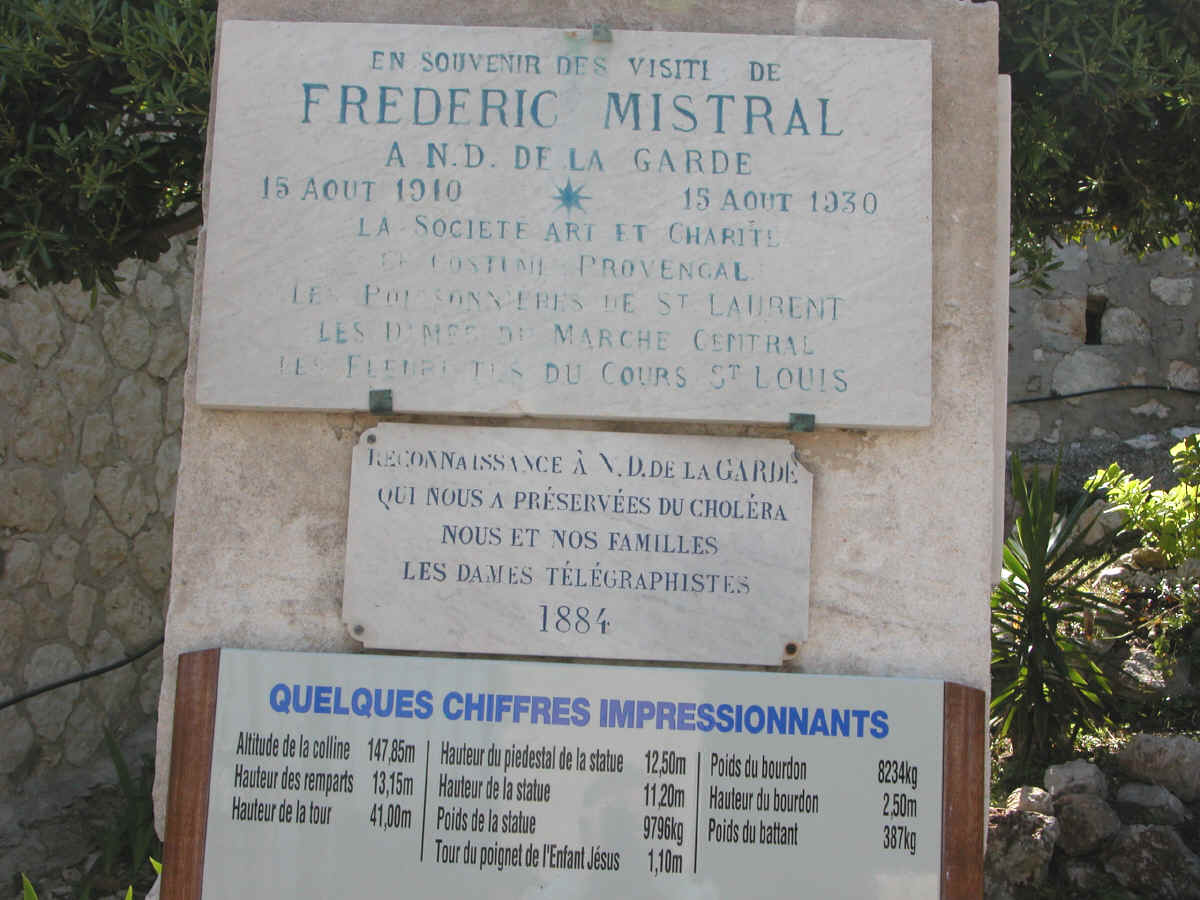 EN SOUVENIR DES VISITE DE
FREDERIC MISTRAL
A N.D. DE LA GARDE
15 AOUT 1910 15 AOUT 1930
LA SOCIETE ART ET CHARITE
EN COSTUME PROVENCAL
LES POISSONNIERES DE ST LAURENT
LES DAMES DU MARCHE CENTRAL
LES FLEURISTES DU COURS ST LOUIS
RECONNAISSANCE À N.D. DE LA GARDE
QUI NOUS A PRÉSERVÉES DU CHOLÉRA
NOUS ET NOS FAMILLES
LES DAMES TÉLÉGRAPHISTES
1884
QUELQUES CHIFFRES IMPRESSIONNANTS
Altitude de la colline 147,85m
Hauteur des remparts 13,15m
Hauteur de la tour 41,00m
Hauteur du piedestal de la statue 12,50m
Hauteur de la statue 11,20m
Poids de la statue 9796kg
Tour du poignet de l'Enfant Jésus 1,10m
Poids du bourdon 8234kg
Hauteur du bourdon 2,50m
Poids du battant 387kg